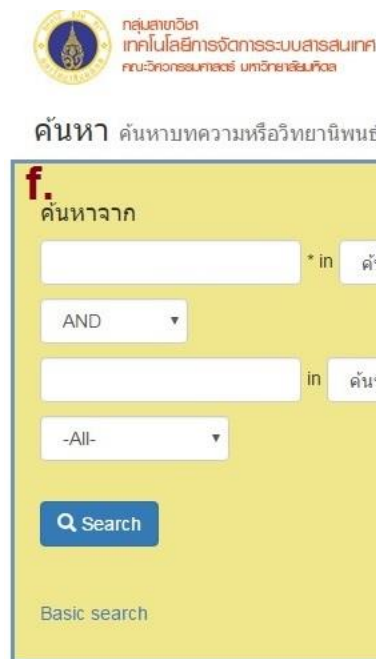 กลุ่มสาขาวิชา
เทคโนโลยีการจัดการระบบสารสนเทศ
คณะวิศวกรรมศาสตร์ มหาวิทยาลัยมหิดล
ค้นหา ค้นหาบทความหรือวิทยานิพนธ์
f.
ค้นหาจาก
* in
AND
in
-All-
Search
Basic search